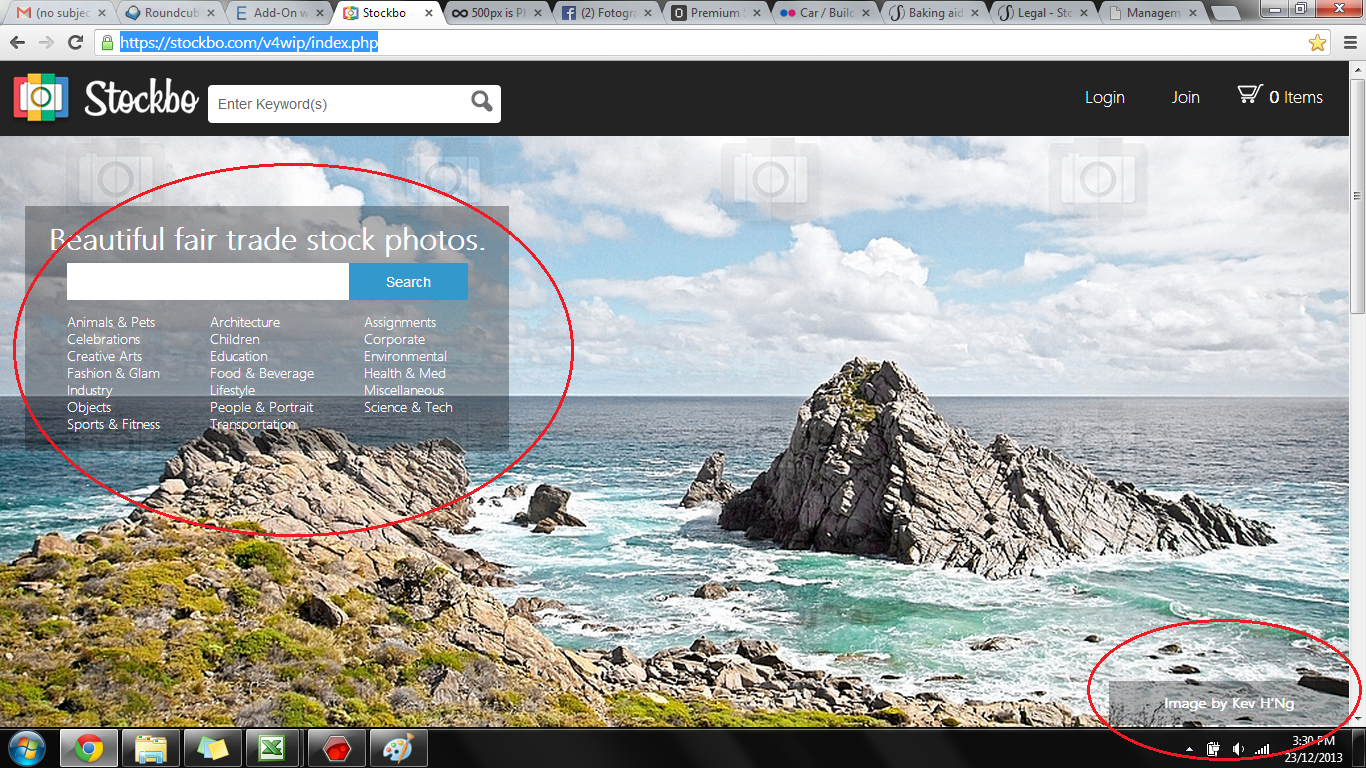 (no subjec
Roundcub
Add-On w
Stockbo
500px is Pl
(2) Fotogra
Premium S
Car / Build
Baking aid
Legal - Sto
Managem
https://stockbo.com/v4wip/index.php
Stockbo
Enter Keyword(s)
Login
Join
0 Items
Beautiful fair trade stock photos.
Search
Animals & Pets Architecture Assignments
Celebrations Children Corporate
Creative Arts Education Environmental
Fashion & Glam Food & Beverage Health & Med
Industry Lifestyle Miscellaneous
Objects People & Portrait Science & Tech
Sports & Fitness Transportation
Image by Kev H'Ng
3:30 PM
23/12/2013